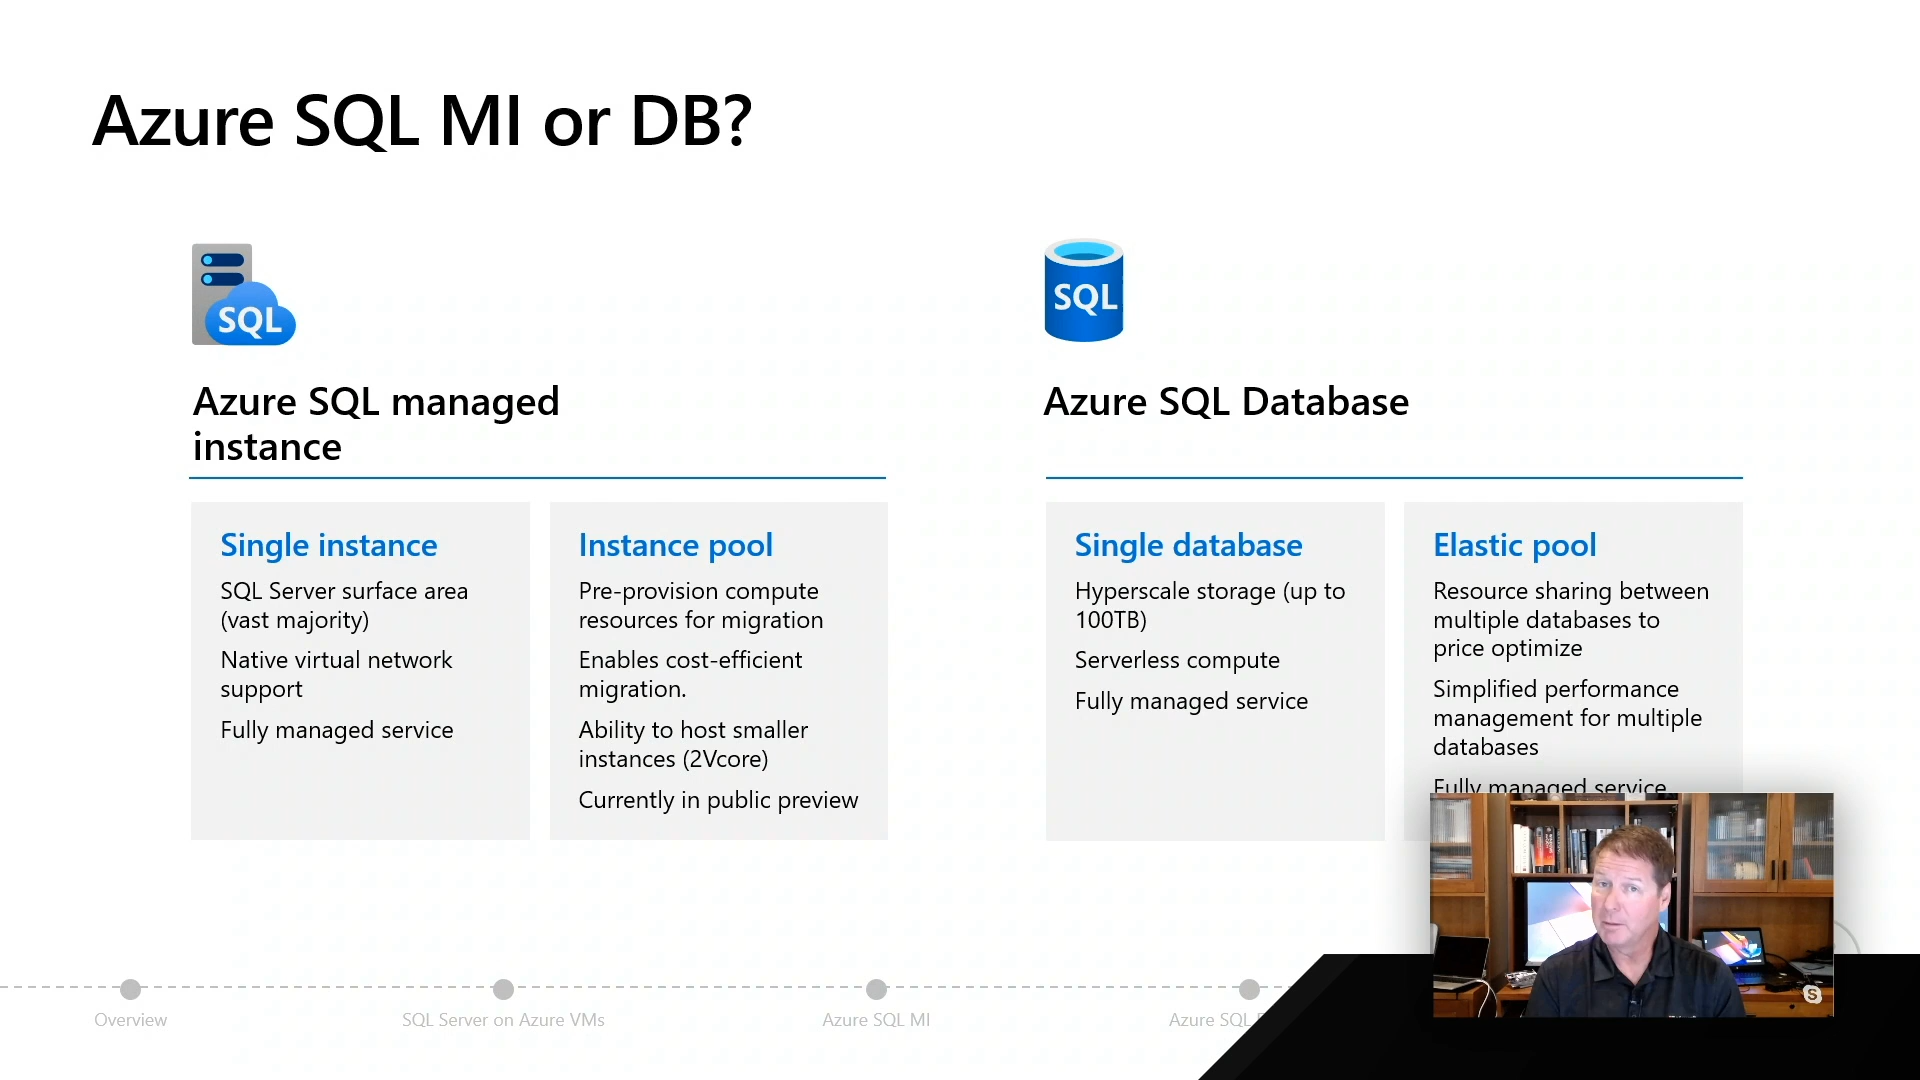 Azure SQL MI or DB?
SQL
SQL
Azure SQL managed
instance
Azure SQL Database
Single instance
SQL Server surface area
(vast majority)
Native virtual network
support
Fully managed service
Instance pool
Pre-provision compute
resources for migration
Enables cost-efficient
migration.
Ability to host smaller
instances (2Vcore)
Currently in public preview
Single database
Hyperscale storage (up to
100TB)
Serverless compute
Fully managed service
Elastic pool
Resource sharing between
multiple databases to
price optimize
Simplified performance
management for multiple
databases
Fully managed service
Overview
SQL Server on Azure VMs
Azure SQL MI
Azure SQL